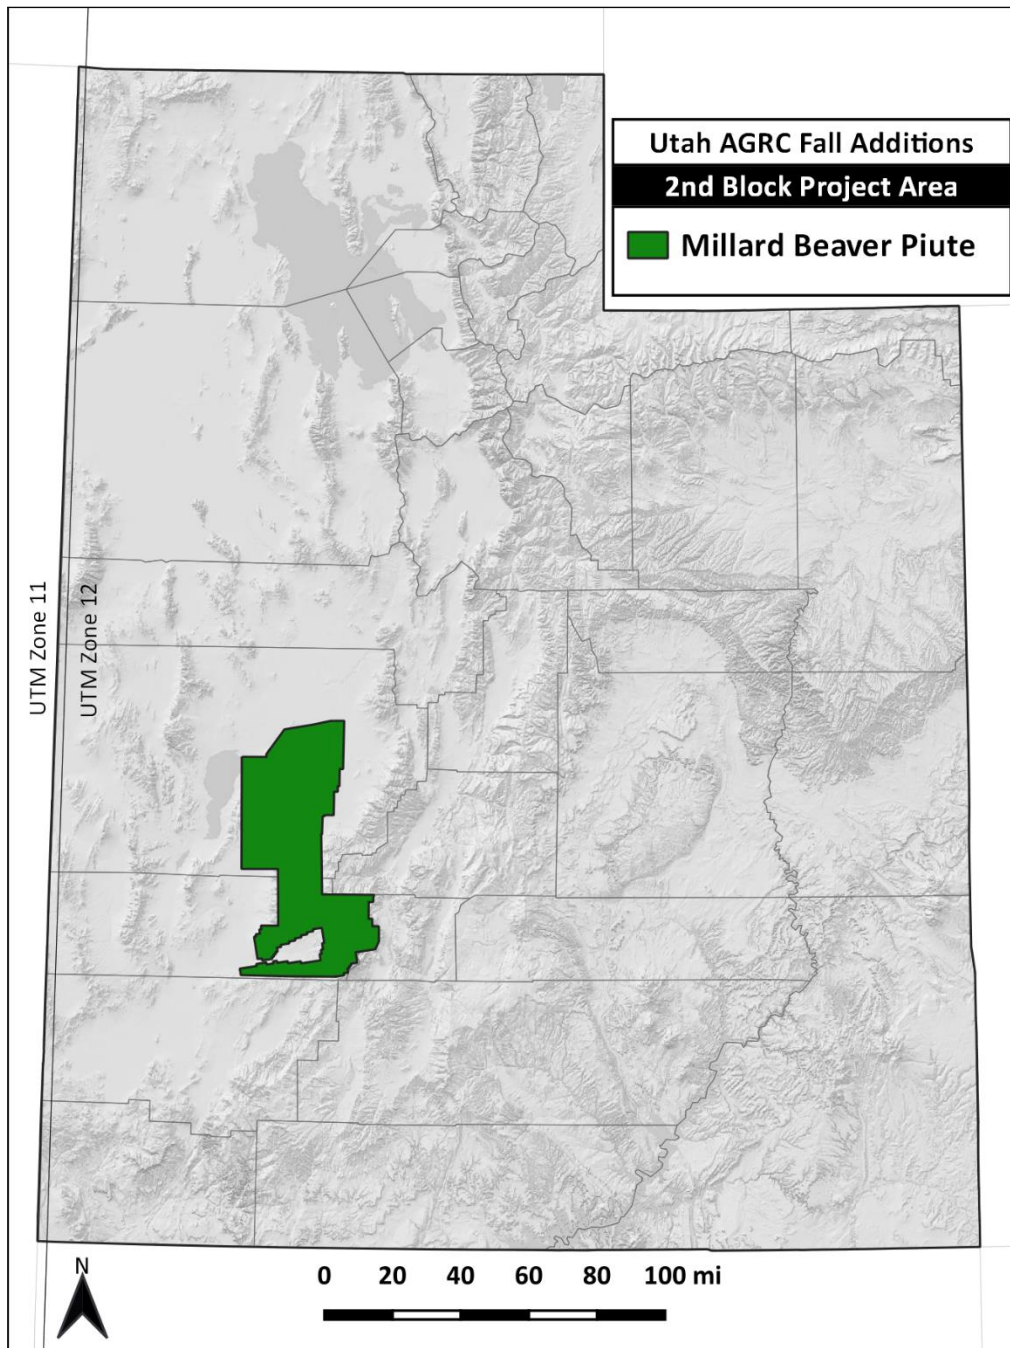 Utah AGRC Fall Additions
2nd Block Project Area
Millard Beaver Piute
UTM Zone 11
UTM Zone 12
N
0 20 40 60 80 100 mi